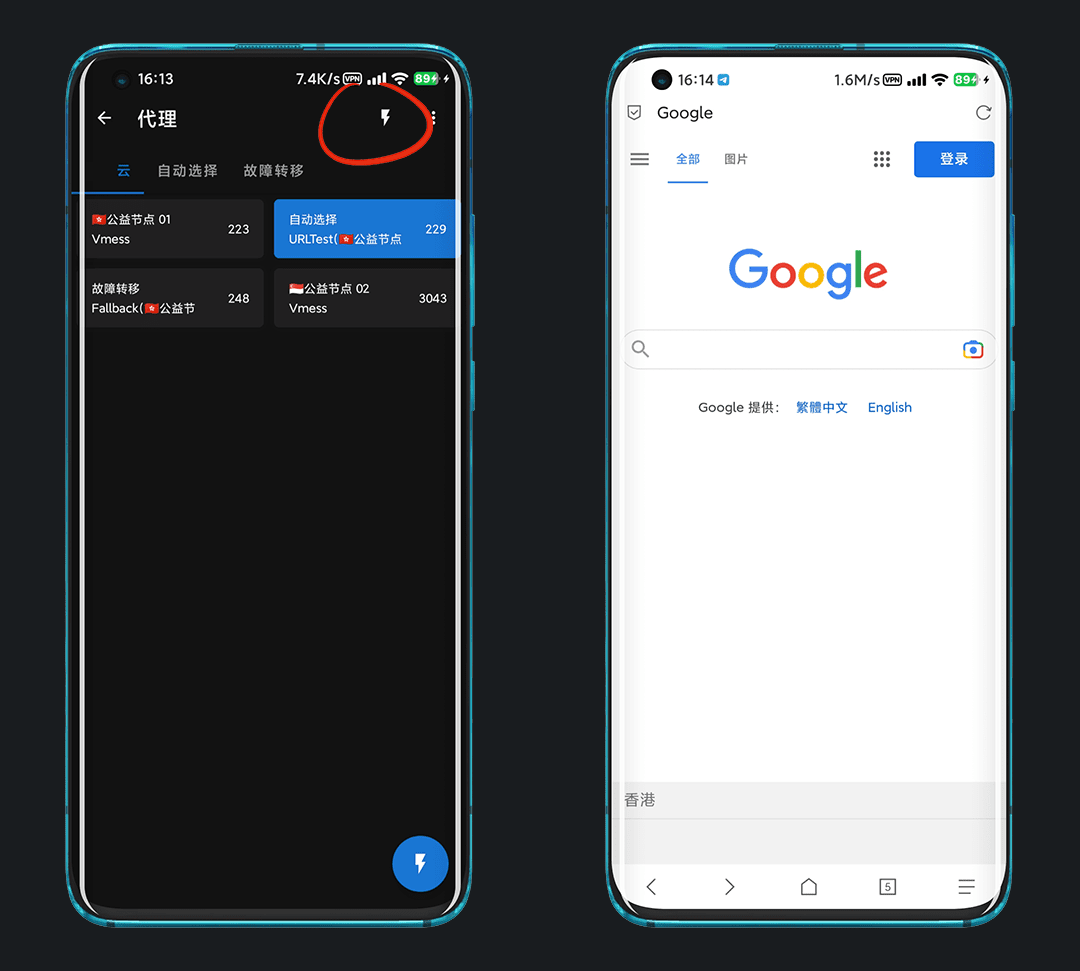 16:13
7.4K/s VPN 89
代理
云 自动选择 故障转移
🇭🇰公益节点 01
Vmess
223
自动选择
URLTest(🇭🇰公益节点
229
故障转移
Fallback(🇭🇰公益节
248
🇸🇬公益节点 02
Vmess
3043
16:14
1.6M/s VPN 89
Google
全部 图片
登录
Google
Google 提供: 繁體中文 English
香港
5